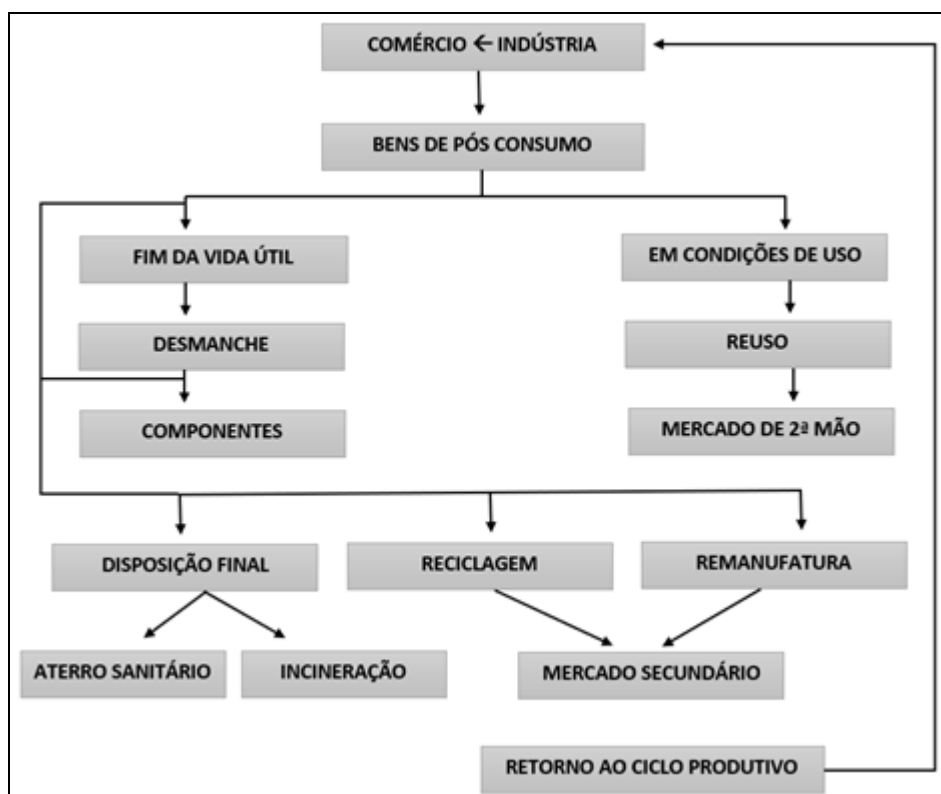 COMÉRCIO ← INDÚSTRIA
BENS DE PÓS CONSUMO
FIM DA VIDA ÚTIL
EM CONDIÇÕES DE USO
DESMANCHE
REUSO
COMPONENTES
MERCADO DE 2ª MÃO
DISPOSIÇÃO FINAL
RECICLAGEM
REMANUFATURA
ATERRO SANITÁRIO
INCINERAÇÃO
MERCADO SECUNDÁRIO
RETORNO AO CICLO PRODUTIVO